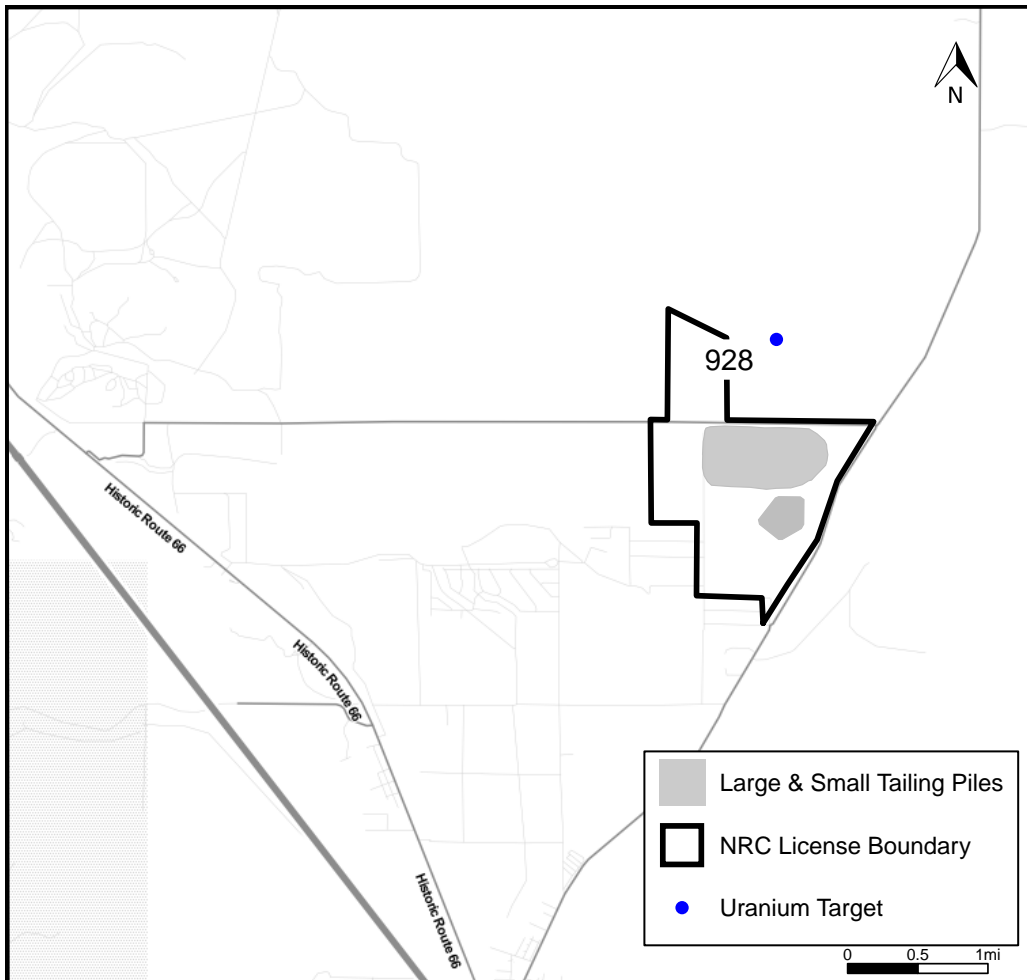 N
928
Historic Route 66
Historic Route 66
Historic Route 66
Large & Small Tailing Piles
NRC License Boundary
Uranium Target
0 0.5 1mi